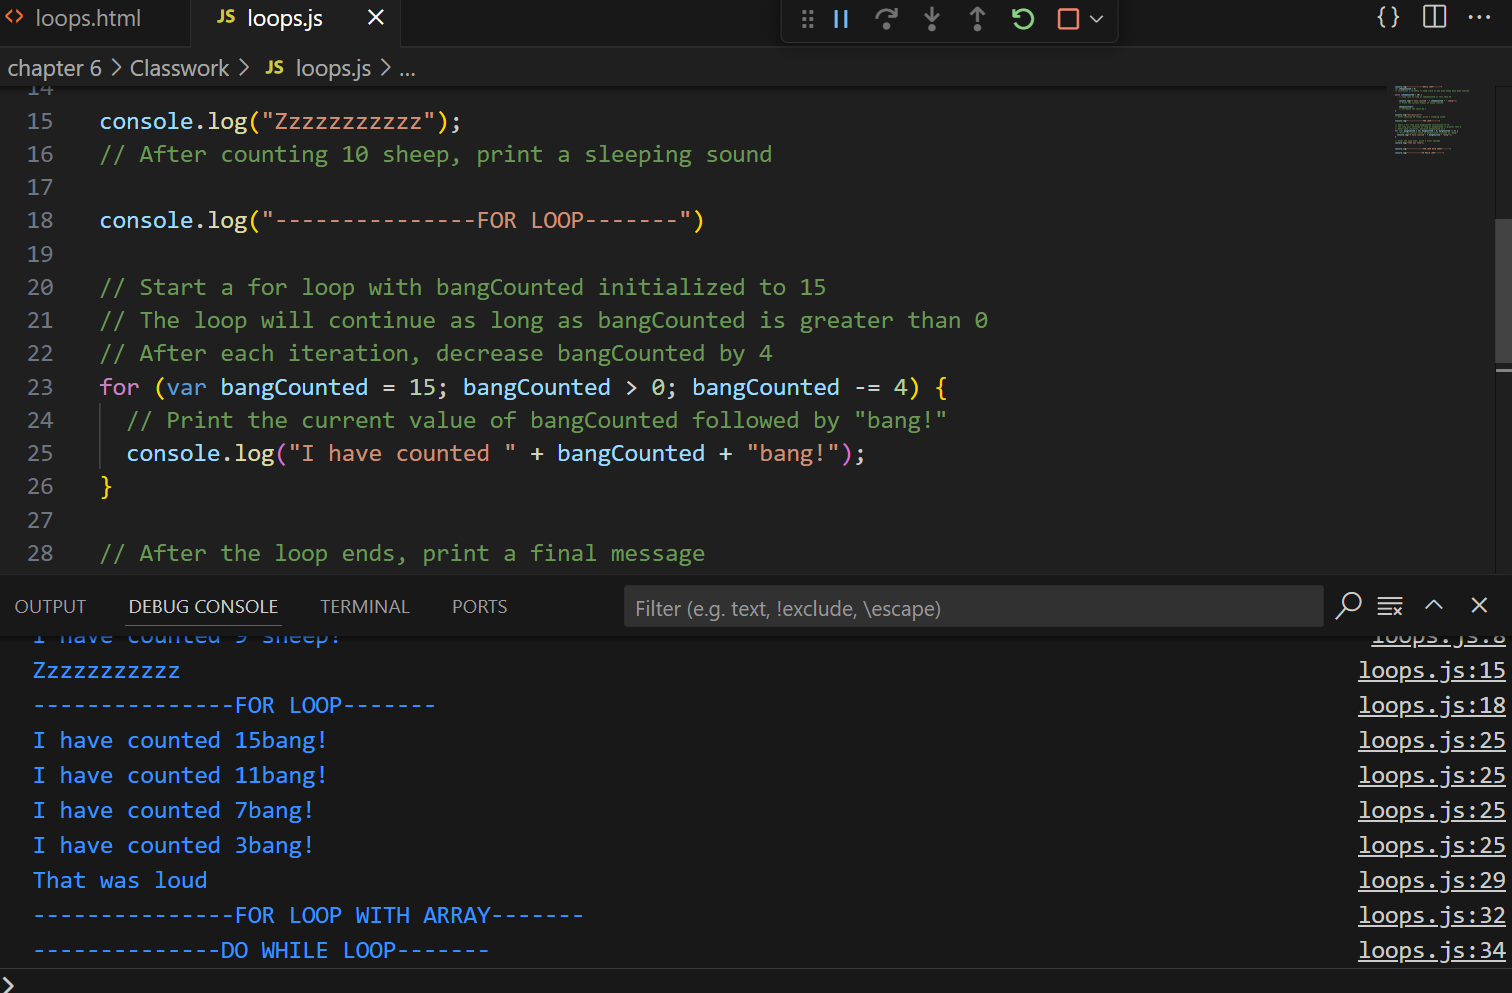 <> loops.html
JS loops.js
{}
chapter 6 > Classwork > JS loops.js > ...
14
15 console.log("Zzzzzzzzzzz");
16 // After counting 10 sheep, print a sleeping sound
17
18 console.log("---------------FOR LOOP-------")
19
20 // Start a for loop with bangCounted initialized to 15
21 // The loop will continue as long as bangCounted is greater than 0
22 // After each iteration, decrease bangCounted by 4
23 for (var bangCounted = 15; bangCounted > 0; bangCounted -= 4) {
24 // Print the current value of bangCounted followed by "bang!"
25 console.log("I have counted " + bangCounted + "bang!");
26 }
27
28 // After the loop ends, print a final message
OUTPUT DEBUG CONSOLE TERMINAL PORTS Filter (e.g. text, !exclude, \escape)
I have counted 9 sheep! loops.js:8
Zzzzzzzzzzz loops.js:15
---------------FOR LOOP------- loops.js:18
I have counted 15bang! loops.js:25
I have counted 11bang! loops.js:25
I have counted 7bang! loops.js:25
I have counted 3bang! loops.js:25
That was loud loops.js:29
---------------FOR LOOP WITH ARRAY------- loops.js:32
--------------DO WHILE LOOP------- loops.js:34
>